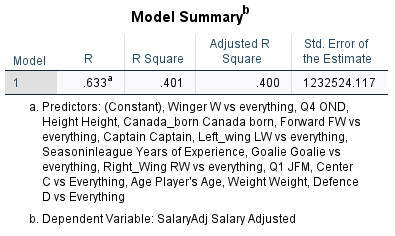 Model Summaryb
Model R R Square Adjusted R Square Std. Error of the Estimate
1 .633a .401 .400 1232524.117
a. Predictors: (Constant), Winger W vs everything, Q4 OND,
Height Height, Canada_born Canada born, Forward FW vs
everything, Captain Captain, Left_wing LW vs everything,
Seasoninleague Years of Experience, Goalie Goalie vs
everything, Right_Wing RW vs everything, Q1 JFM, Center
C vs Everything, Age Player's Age, Weight Weight, Defence
D vs Everything
b. Dependent Variable: SalaryAdj Salary Adjusted